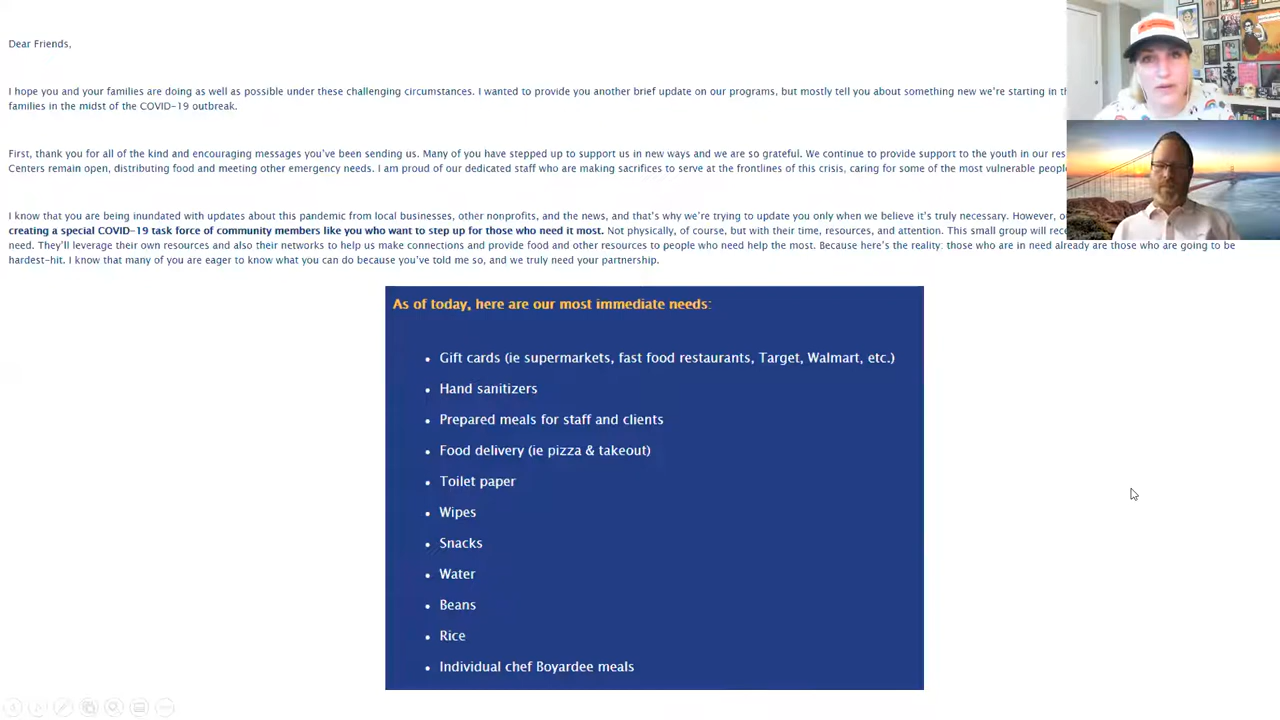 Dear Friends,
I hope you and your families are doing as well as possible under these challenging circumstances. I wanted to provide you another brief update on our programs, but mostly tell you about something new we're starting in th
families in the midst of the COVID-19 outbreak.
First, thank you for all of the kind and encouraging messages you've been sending us. Many of you have stepped up to support us in new ways and we are so grateful. We continue to provide support to the youth in our res
Centers remain open, distributing food and meeting other emergency needs. I am proud of our dedicated staff who are making sacrifices to serve at the frontlines of this crisis, caring for some of the most vulnerable peopl
I know that you are being inundated with updates about this pandemic from local businesses, other nonprofits, and the news, and that's why we're trying to update you only when we believe it's truly necessary. However, o
creating a special COVID-19 task force of community members like you who want to step up for those who need it most. Not physically, of course, but with their time, resources, and attention. This small group will rec
need. They'll leverage their own resources and also their networks to help us make connections and provide food and other resources to people who need help the most. Because here's the reality: those who are in need already are those who are going to be
hardest-hit. I know that many of you are eager to know what you can do because you've told me so, and we truly need your partnership.
As of today, here are our most immediate needs:
• Gift cards (ie supermarkets, fast food restaurants, Target, Walmart, etc.)
• Hand sanitizers
• Prepared meals for staff and clients
• Food delivery (ie pizza & takeout)
• Toilet paper
• Wipes
• Snacks
• Water
• Beans
• Rice
• Individual chef Boyardee meals